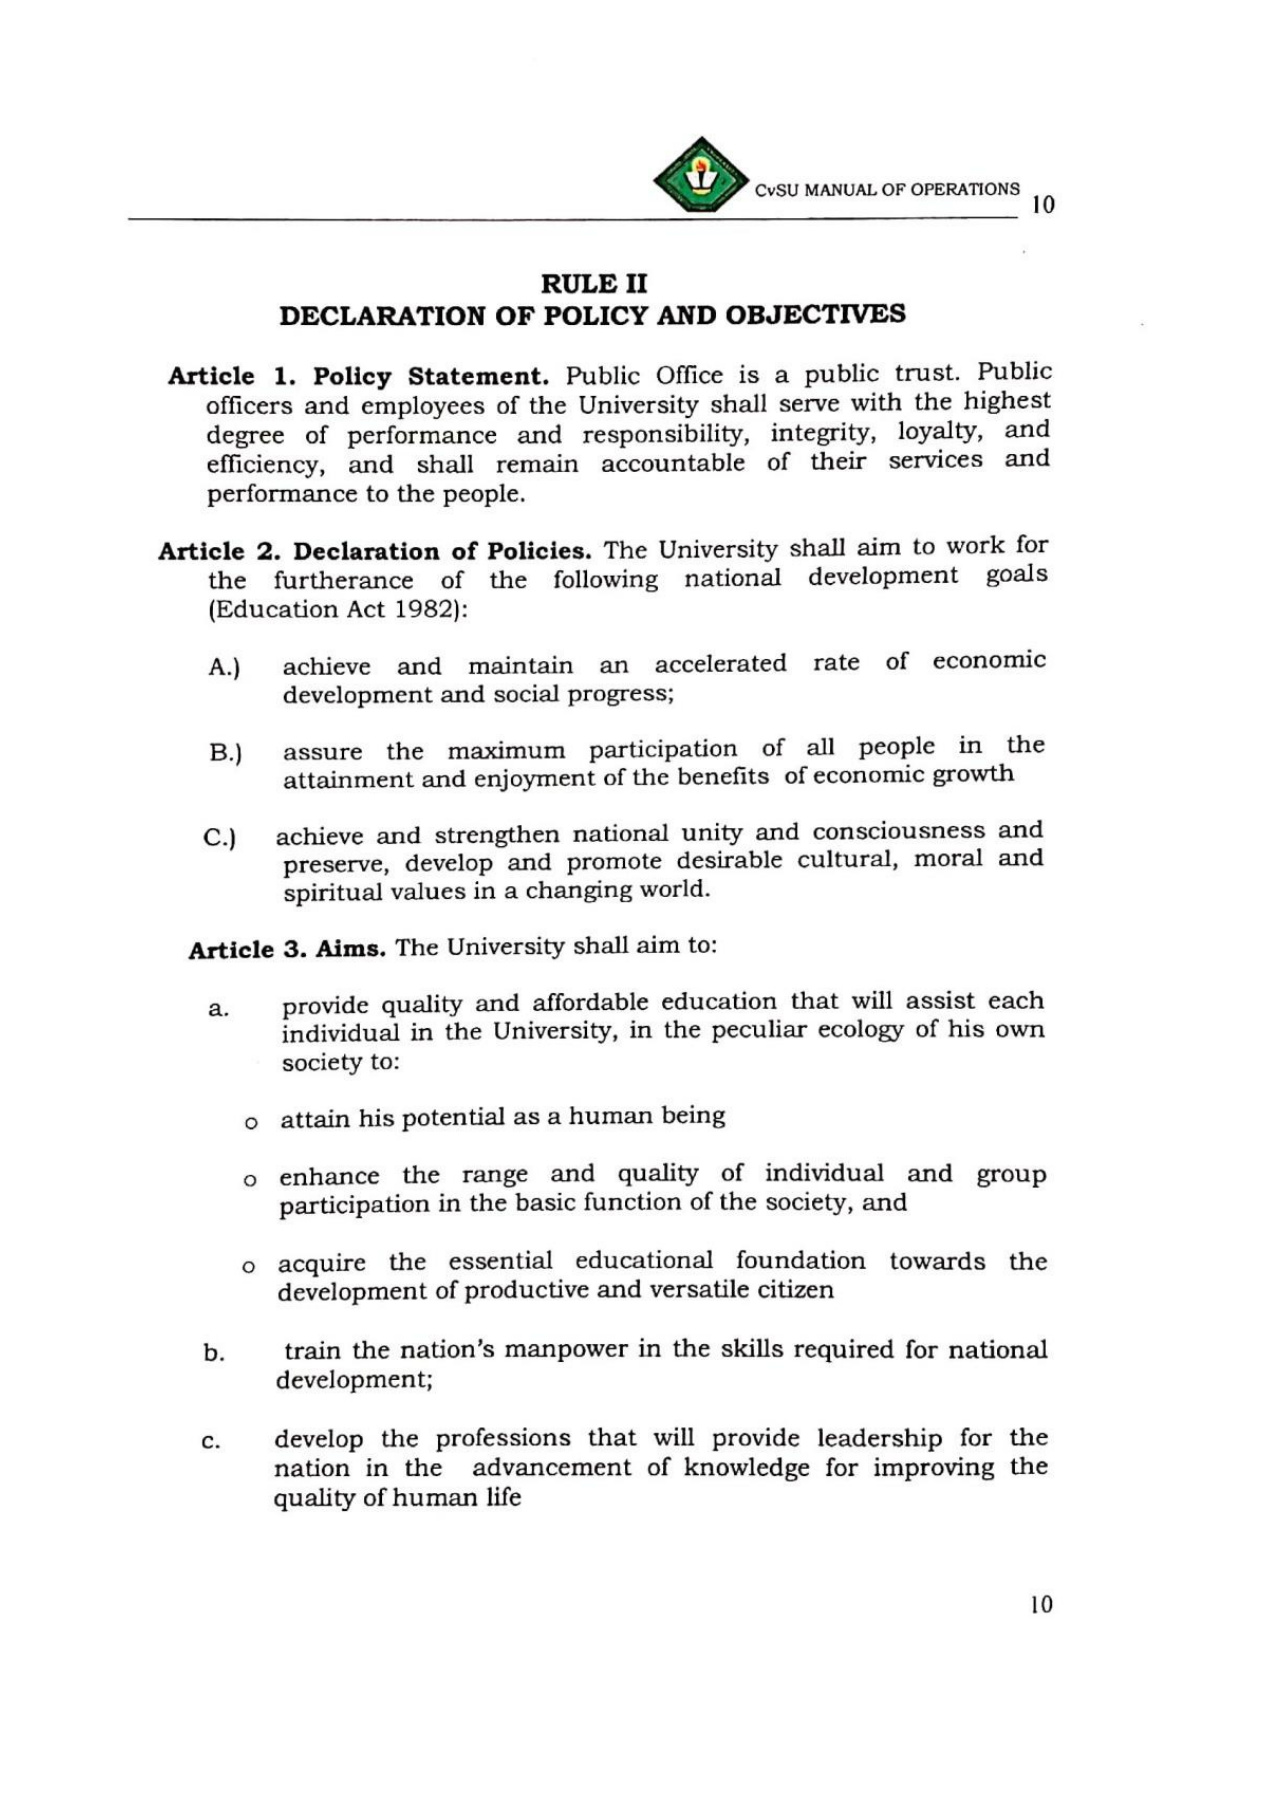 CvSU MANUAL OF OPERATIONS 10
RULE II
DECLARATION OF POLICY AND OBJECTIVES
Article 1. Policy Statement. Public Office is a public trust. Public
officers and employees of the University shall serve with the highest
degree of performance and responsibility, integrity, loyalty, and
efficiency, and shall remain accountable of their services and
performance to the people.
Article 2. Declaration of Policies. The University shall aim to work for
the furtherance of the following national development goals
(Education Act 1982):
A.) achieve and maintain an accelerated rate of economic
development and social progress;
B.) assure the maximum participation of all people in the
attainment and enjoyment of the benefits of economic growth
C.) achieve and strengthen national unity and consciousness and
preserve, develop and promote desirable cultural, moral and
spiritual values in a changing world.
Article 3. Aims. The University shall aim to:
a. provide quality and affordable education that will assist each
individual in the University, in the peculiar ecology of his own
society to:
o attain his potential as a human being
o enhance the range and quality of individual and group
participation in the basic function of the society, and
o acquire the essential educational foundation towards the
development of productive and versatile citizen
b. train the nation's manpower in the skills required for national
development;
c. develop the professions that will provide leadership for the
nation in the advancement of knowledge for improving the
quality of human life
10